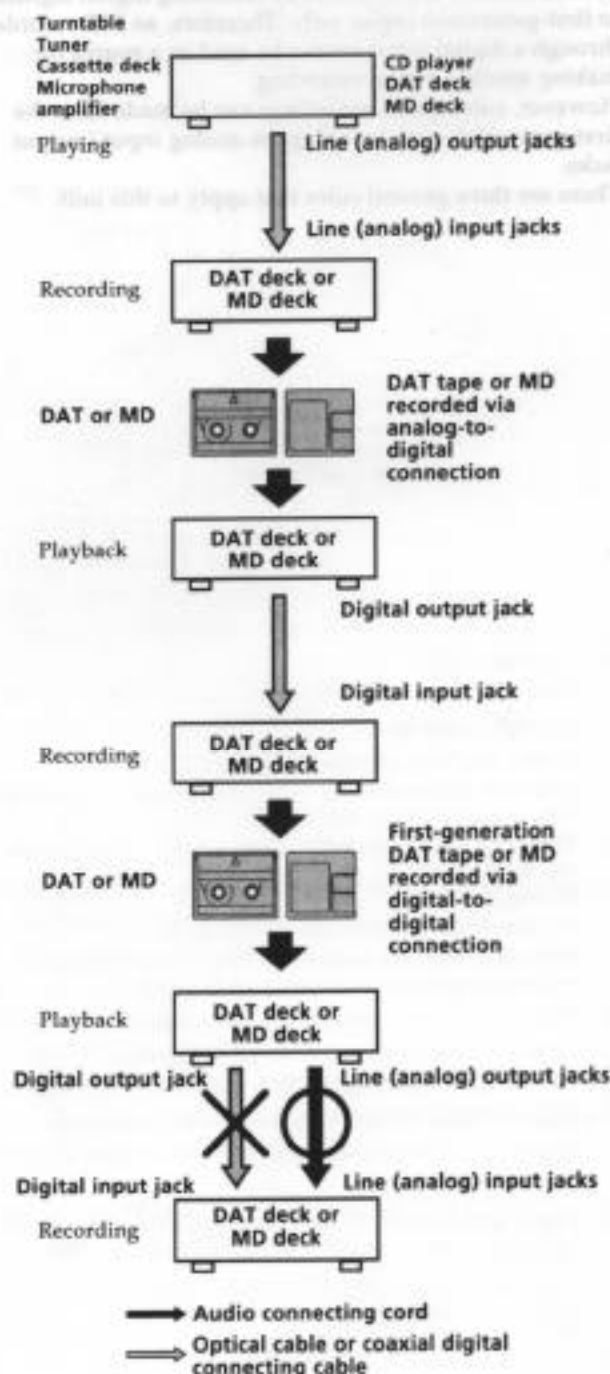 Turntable
Tuner
Cassette deck
Microphone
amplifier
CD player
DAT deck
MD deck
Playing
Line (analog) output jacks
Line (analog) input jacks
Recording
DAT deck or
MD deck
DAT or MD
DAT tape or MD
recorded via
analog-to-
digital
connection
Playback
DAT deck or
MD deck
Digital output jack
Digital input jack
Recording
DAT deck or
MD deck
DAT or MD
First-generation
DAT tape or MD
recorded via
digital-to-
digital
connection
Playback
DAT deck or
MD deck
Digital output jack
Line (analog) output jacks
Digital input jack
Line (analog) input jacks
Recording
DAT deck or
MD deck
Audio connecting cord
Optical cable or coaxial digital
connecting cable